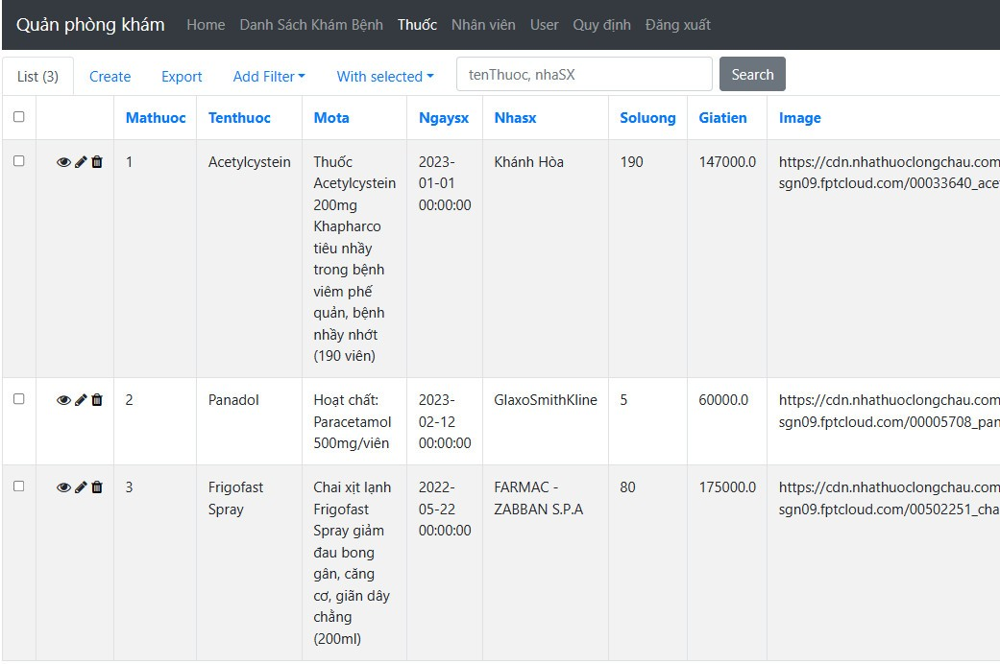 Quản phòng khám Home Danh Sách Khám Bệnh Thuốc Nhân viên User Quy định Đăng xuất
List (3) Create Export Add Filter With selected tenThuoc, nhaSX Search
Mathuoc Tenthuoc Mota Ngaysx Nhasx Soluong Giatien Image
1 Acetylcystein Thuốc 2023- Khánh Hòa 190 147000.0 https://cdn.nhathuoclongchau.com
Acetylcystein 01-01 sgn09.fptcloud.com/00033640_ace
200mg 00:00:00
Khapharco
tiêu nhầy
trong bệnh
viêm phế
quản, bệnh
nhầy nhớt
(190 viên)
2 Panadol Hoạt chất: 2023- GlaxoSmithKline 5 60000.0 https://cdn.nhathuoclongchau.com
Paracetamol 02-12 sgn09.fptcloud.com/00005708_pan
500mg/viên 00:00:00
3 Frigofast Chai xịt lạnh 2022- FARMAC - 80 175000.0 https://cdn.nhathuoclongchau.com
Spray Frigofast 05-22 ZABBAN S.P.A sgn09.fptcloud.com/00502251_cha
Spray giảm 00:00:00
đau bong
gân, căng
cơ, giãn dây
chằng
(200ml)